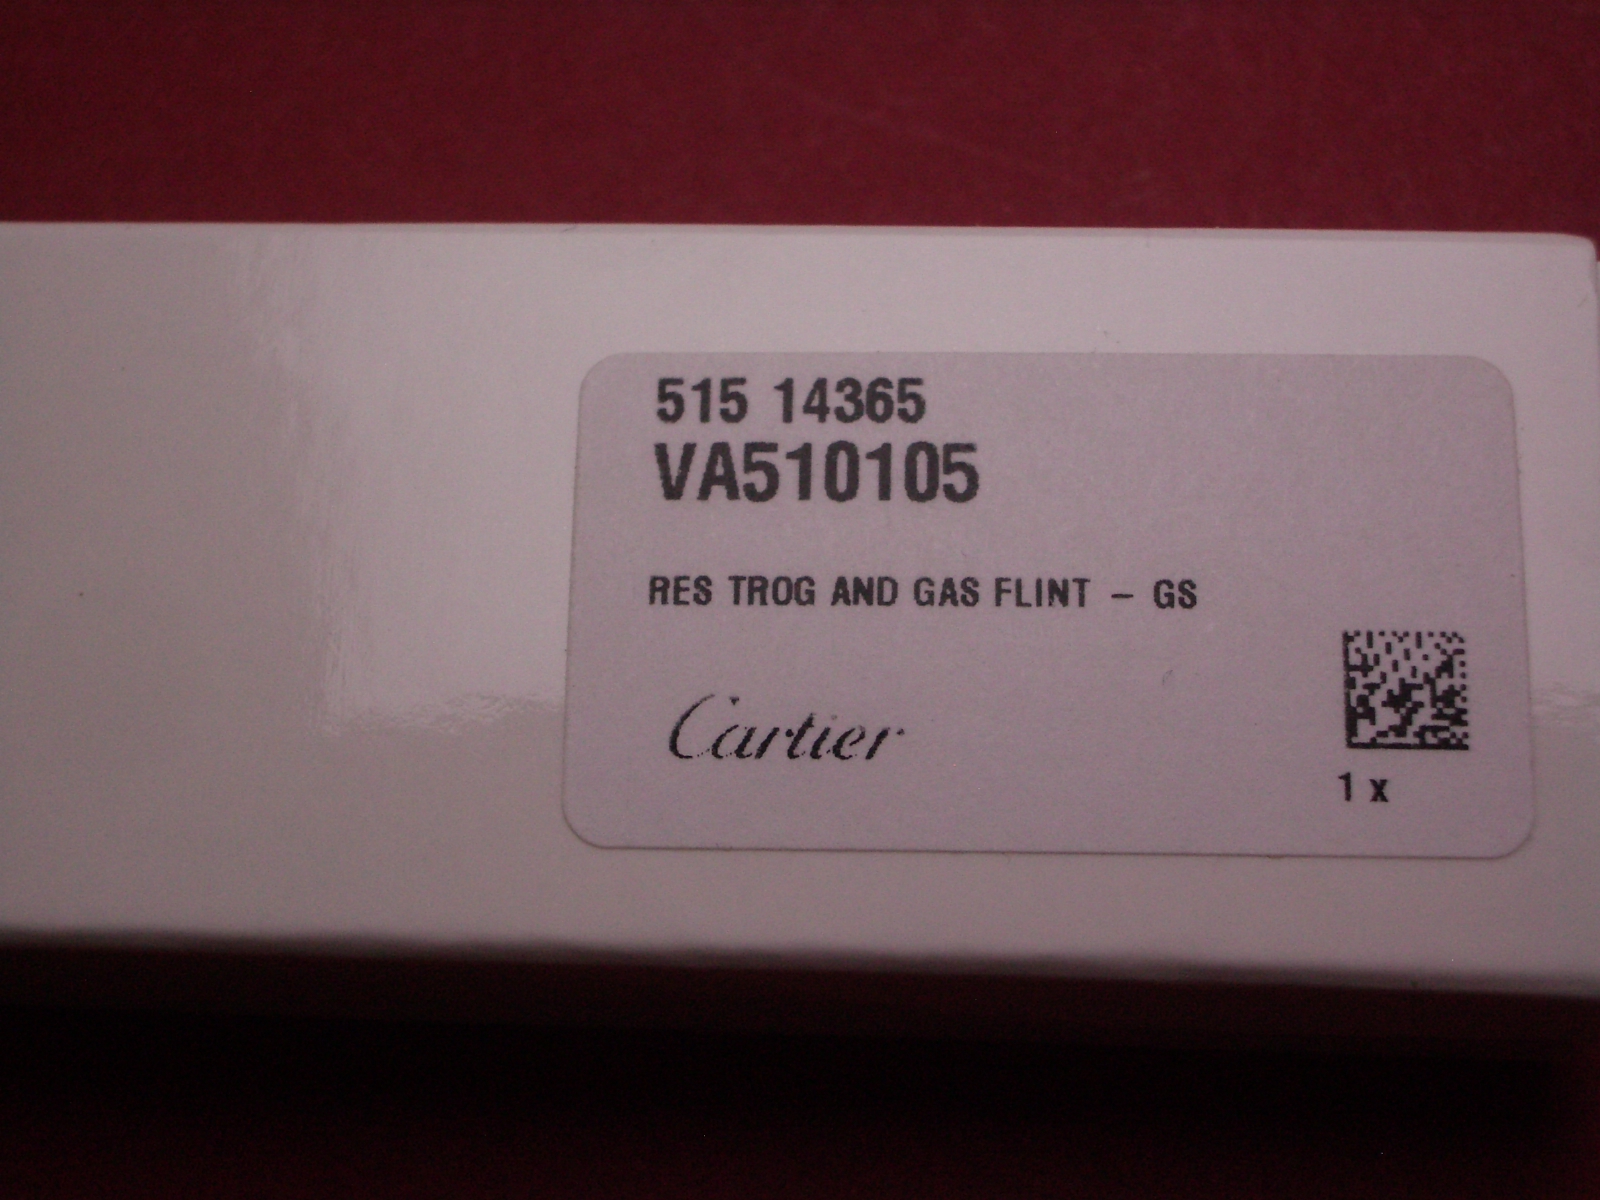 515 14365
VA510105
RES TROG AND GAS FLINT – GS
Cartier
1 x